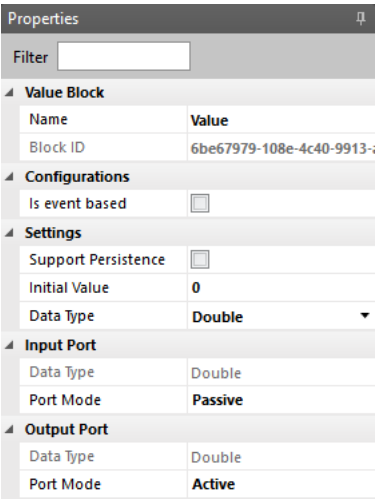 Properties
Filter
Value Block
Name Value
Block ID 6be67979-108e-4c40-9913-
Configurations
Is event based
Settings
Support Persistence
Initial Value 0
Data Type Double
Input Port
Data Type Double
Port Mode Passive
Output Port
Data Type Double
Port Mode Active